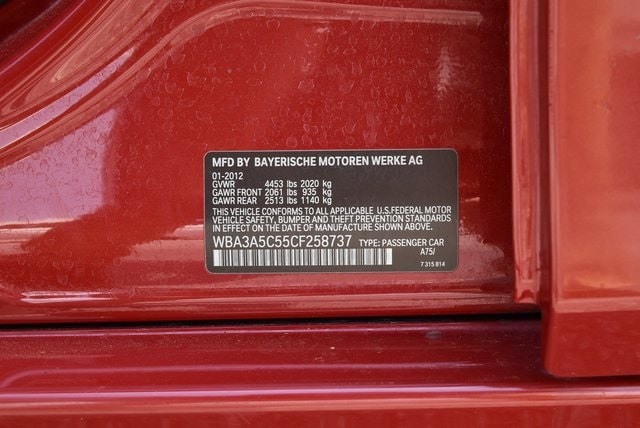 MFD BY BAYERISCHE MOTOREN WERKE AG
01-2012
GVWR 4453 lbs 2020 kg
GAWR FRONT 2061 lbs 935 kg
GAWR REAR 2513 lbs 1140 kg
THIS VEHICLE CONFORMS TO ALL APPLICABLE U.S.FEDERAL MOTOR
VEHICLE SAFETY, BUMPER AND THEFT PREVENTION STANDARDS
IN EFFECT ON THE DATE OF MANUFACTURE SHOWN ABOVE.
WBA3A5C55CF258737 TYPE: PASSENGER CAR
A75/
7 315 814